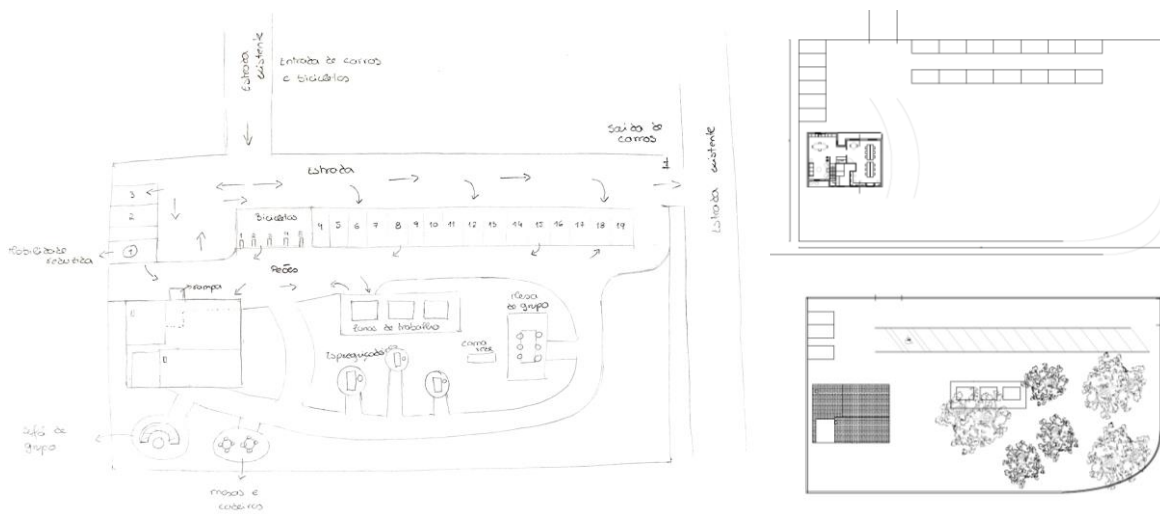 Estrada
existente
Entrada de carros
e bicicletas
Saída de
carros
Estrada
Estrada existente
3
2
1
Mobilidade
reduzida
Bicicletas
4 5 6 7 8 9 10 11 12 13 14 15 16 17 18 19
Peões
Rampa
Mesa
de grupo
Zonas de trabalho
Espreguiçadeiras
Sofá de
grupo
mesas e
cadeiras